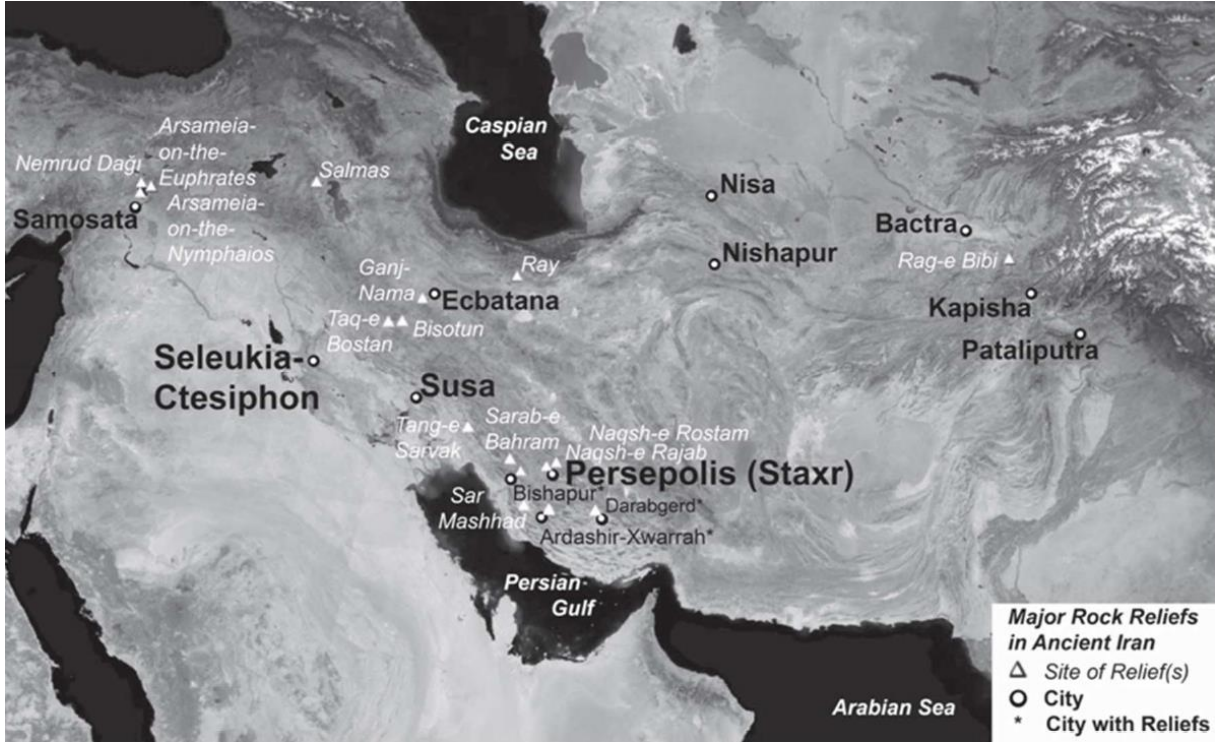 Caspian
Sea
Arsameia-
on-the-
Euphrates
Nemrud Dağı
Salmas
Samosata
Arsameia-
on-the-
Nymphaios
Nisa
Bactra
Nishapur
Rag-e Bibi
Ganj-
Nama
Ray
Ecbatana
Kapisha
Taq-e
Bostan
Bisotun
Pataliputra
Seleukia-
Ctesiphon
Susa
Tang-e
Sarvak
Sarab-e
Bahram
Naqsh-e Rostam
Naqsh-e Rajab
Persepolis (Staxr)
Bishapur*
Sar
Mashhad
Darabgerd*
Ardashir-Xwarrah*
Persian
Gulf
Arabian Sea
Major Rock Reliefs
in Ancient Iran
Site of Relief(s)
City
* City with Reliefs